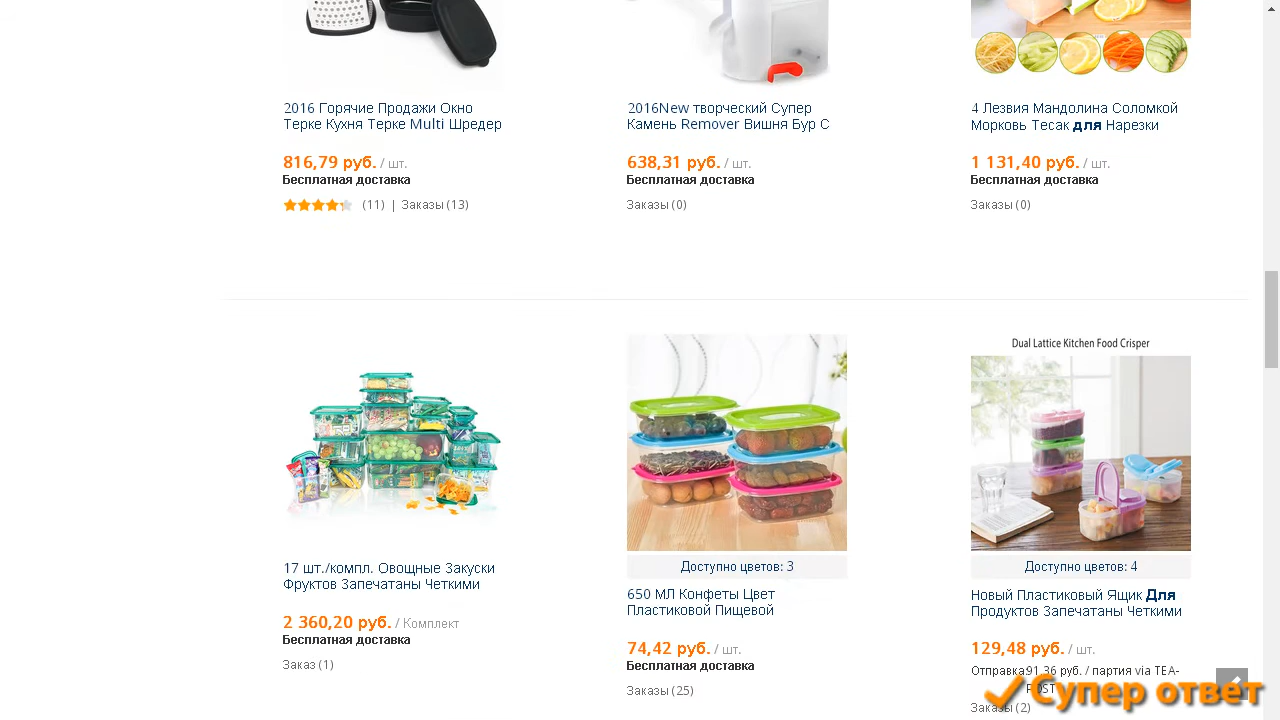 2016 Горячие Продажи Окно
Терке Кухня Терке Multi Шредер
816,79 руб. / шт.
Бесплатная доставка
(11) | Заказы (13)
2016New творческий Супер
Камень Remover Вишня Бур С
638,31 руб. / шт.
Бесплатная доставка
Заказы (0)
4 Лезвия Мандолина Соломкой
Морковь Тесак для Нарезки
1 131,40 руб. / шт.
Бесплатная доставка
Заказы (0)
17 шт./компл. Овощные Закуски
Фруктов Запечатаны Четкими
2 360,20 руб. / Комплект
Бесплатная доставка
Заказ (1)
Доступно цветов: 3
650 МЛ Конфеты Цвет
Пластиковой Пищевой
74,42 руб. / шт.
Бесплатная доставка
Заказы (25)
Dual Lattice Kitchen Food Crisper
Доступно цветов: 4
Новый Пластиковый Ящик Для
Продуктов Запечатаны Четкими
129,48 руб. / шт.
Отправка91,36 руб. / партия via TEA-
POST
Заказы (2)
Супер ответ